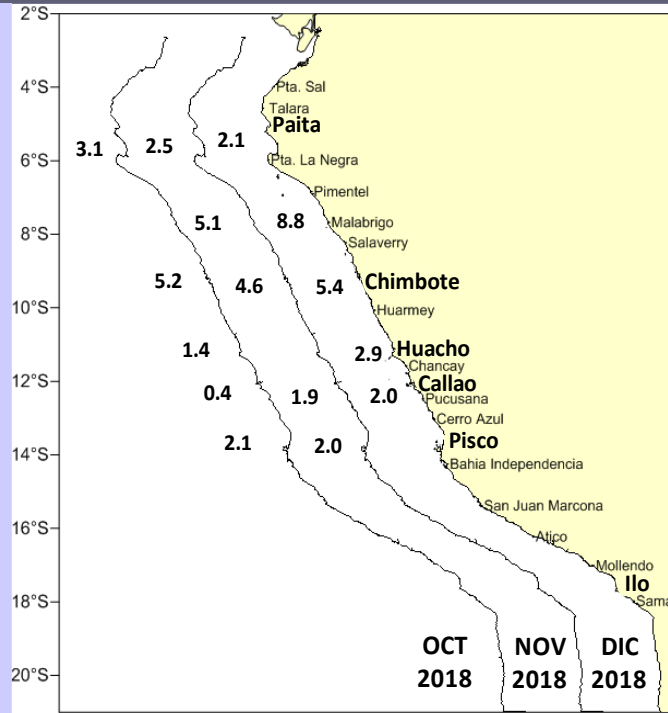 2°S
4°S
Pta. Sal
Talara
Paita
3.1 2.5 2.1
6°S
Pta. La Negra
Pimentel
5.1 8.8
Malabrigo
8°S
Salaverry
5.2 4.6 5.4 Chimbote
10°S
Huarmey
1.4 2.9 Huacho
Chancay
12°S
Callao
0.4 1.9 2.0
Pucusana
Cerro Azul
2.1 2.0 Pisco
14°S
Bahia Independencia
San Juan Marcona
16°S
Atico
Mollendo
Ilo
18°S
Sama
OCT NOV DIC
2018 2018 2018
20°S